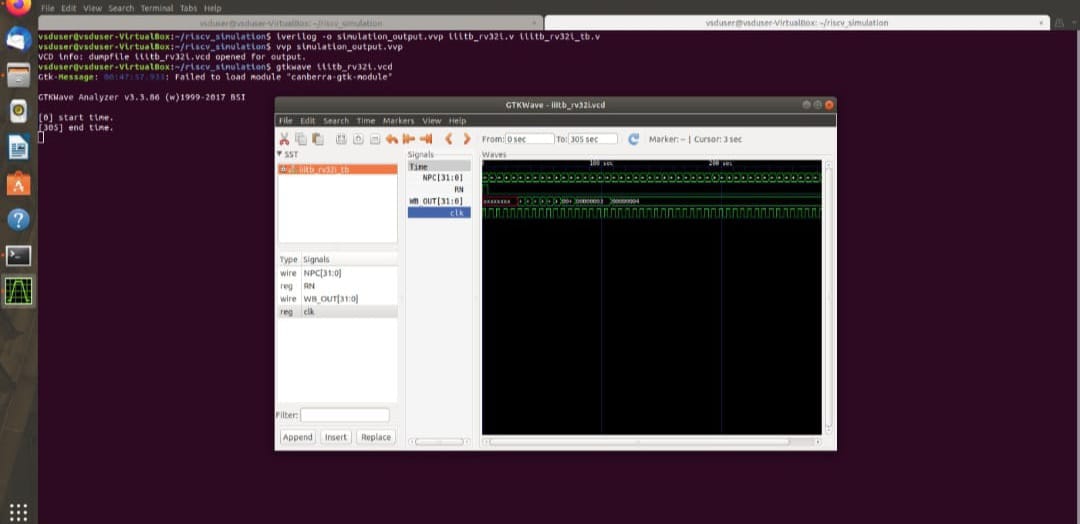 File Edit View Search Terminal Tabs Help
vsduser@vsduser-VirtualBox: ~/riscv_simulation
vsduser@vsduser-VirtualBox: ~/riscv_simulation
vsduser@vsduser-VirtualBox:~/riscv_simulation$ iverilog -o simulation_output.vvp iiitb_rv32i.v iiitb_rv32i_tb.v
vsduser@vsduser-VirtualBox:~/riscv_simulation$ vvp simulation_output.vvp
VCD info: dumpfile iiitb_rv32i.vcd opened for output.
vsduser@vsduser-VirtualBox:~/riscv_simulation$ gtkwave iiitb_rv32i.vcd
Gtk-Message: 00:47:57.933: Failed to load module "canberra-gtk-module"
GTKWave Analyzer v3.3.86 (w)1999-2017 BSI
[0] start time.
[305] end time.
GTKWave - iiitb_rv32i.vcd
File Edit Search Time Markers View Help
From: 0 sec To: 305 sec Marker: -- | Cursor: 3 sec
SST
iiitb_rv32i_tb
Signals
Time
NPC[31:0]
RN
WB_OUT[31:0]
clk
Waves
100 sec 200 sec
xxxxxxxx 00+ 00000003 00000004
Type Signals
wire NPC[31:0]
reg RN
wire WB_OUT[31:0]
reg clk
Filter:
Append Insert Replace